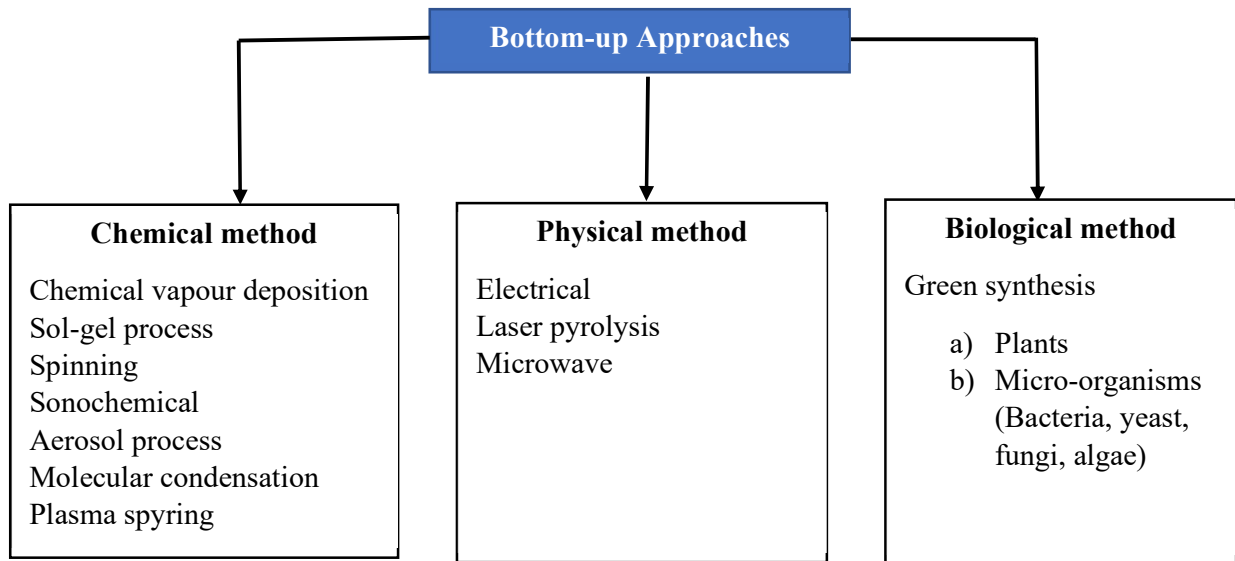 Bottom-up Approaches
Chemical method
Chemical vapour deposition
Sol-gel process
Spinning
Sonochemical
Aerosol process
Molecular condensation
Plasma spyring
Physical method
Electrical
Laser pyrolysis
Microwave
Biological method
Green synthesis
a) Plants
b) Micro-organisms
(Bacteria, yeast,
fungi, algae)